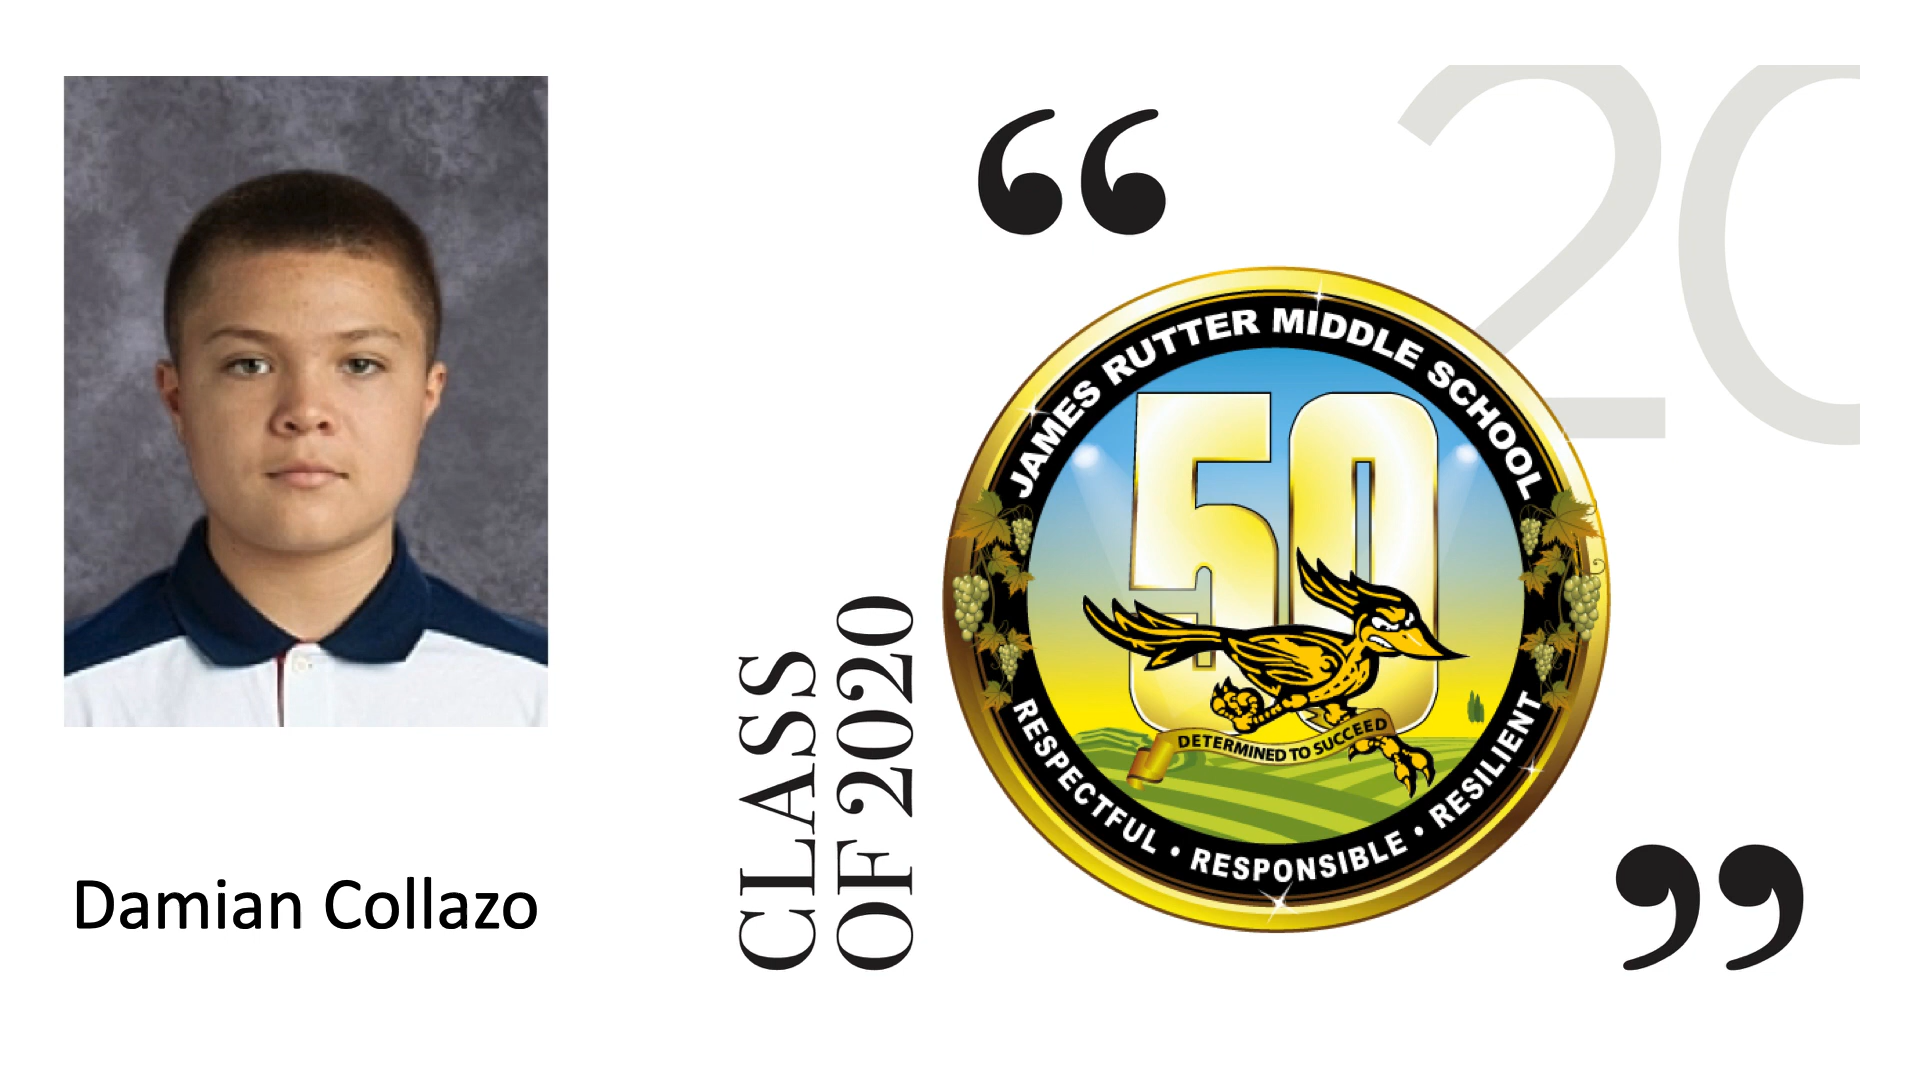 Damian Collazo
CLASS
OF 2020
“
20
JAMES RUTTER MIDDLE SCHOOL
50
DETERMINED TO SUCCEED
RESPECTFUL • RESPONSIBLE • RESILIENT
”